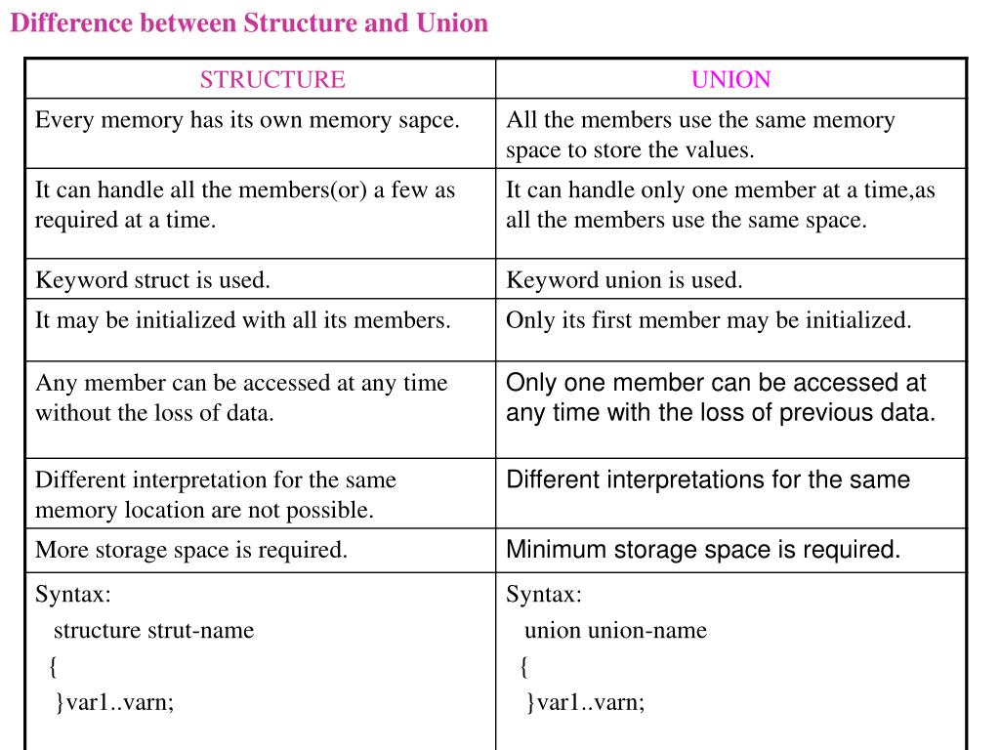 Difference between Structure and Union
STRUCTURE
UNION
Every memory has its own memory sapce.
All the members use the same memory
space to store the values.
It can handle all the members(or) a few as
required at a time.
It can handle only one member at a time,as
all the members use the same space.
Keyword struct is used.
Keyword union is used.
It may be initialized with all its members.
Only its first member may be initialized.
Any member can be accessed at any time
without the loss of data.
Only one member can be accessed at
any time with the loss of previous data.
Different interpretation for the same
memory location are not possible.
Different interpretations for the same
More storage space is required.
Minimum storage space is required.
Syntax:
structure strut-name
{
}var1..varn;
Syntax:
union union-name
{
}var1..varn;